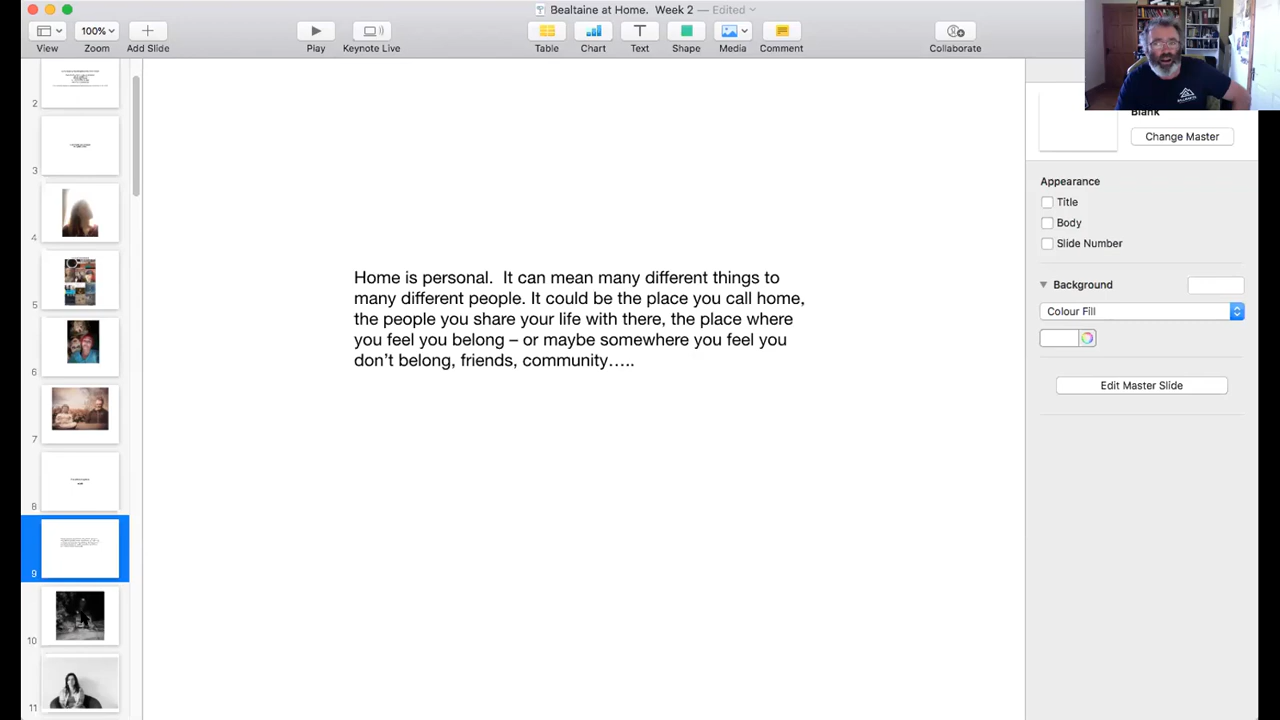 Bealtaine at Home. Week 2 — Edited
100%
View
Zoom
Add Slide
Play
Keynote Live
Table
Chart
Text
Shape
Media
Comment
Collaborate
2
3
4
5
6
7
8
9
10
11
Home is personal.  It can mean many different things to
many different people. It could be the place you call home,
the people you share your life with there, the place where
you feel you belong – or maybe somewhere you feel you
don’t belong, friends, community…..
Blank
Change Master
Appearance
Title
Body
Slide Number
Background
Colour Fill
Edit Master Slide